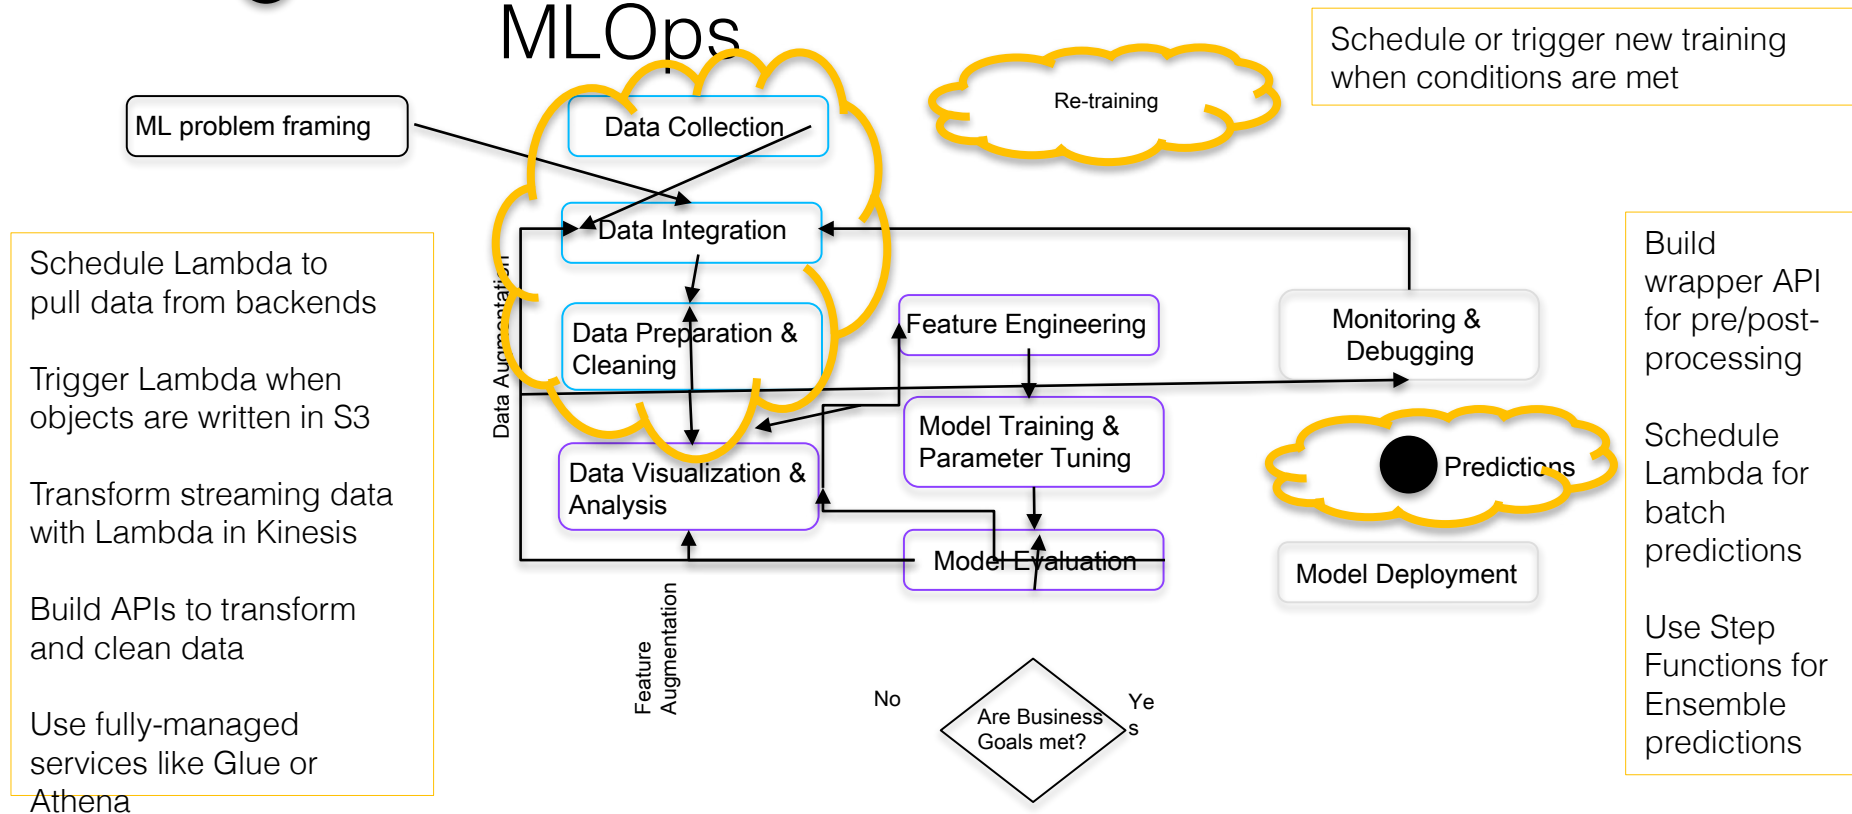 MLOps
Schedule or trigger new training
when conditions are met
Re-training
ML problem framing
Data Collection
Data Integration
Data Preparation &
Cleaning
Data Visualization &
Analysis
Data Augmentation
Feature
Augmentation
Feature Engineering
Model Training &
Parameter Tuning
Model Evaluation
Monitoring &
Debugging
Predictions
Model Deployment
No
Are Business
Goals met?
Ye
s
Schedule Lambda to
pull data from backends
Trigger Lambda when
objects are written in S3
Transform streaming data
with Lambda in Kinesis
Build APIs to transform
and clean data
Use fully-managed
services like Glue or
Athena
Build
wrapper API
for pre/post-
processing
Schedule
Lambda for
batch
predictions
Use Step
Functions for
Ensemble
predictions